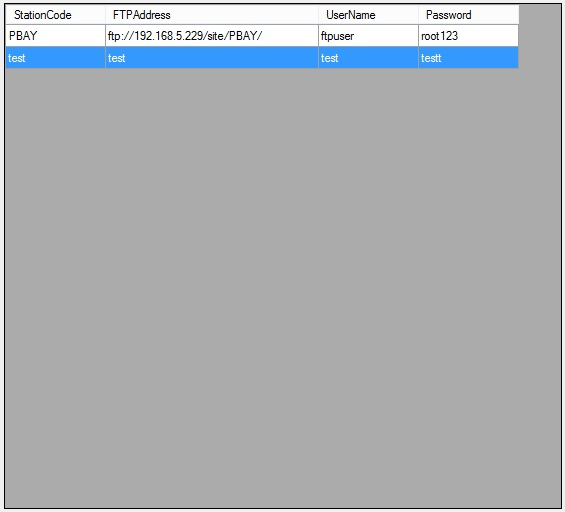 StationCode FTPAddress UserName Password
PBAY ftp://192.168.5.229/site/PBAY/ ftpuser root123
test test test testt